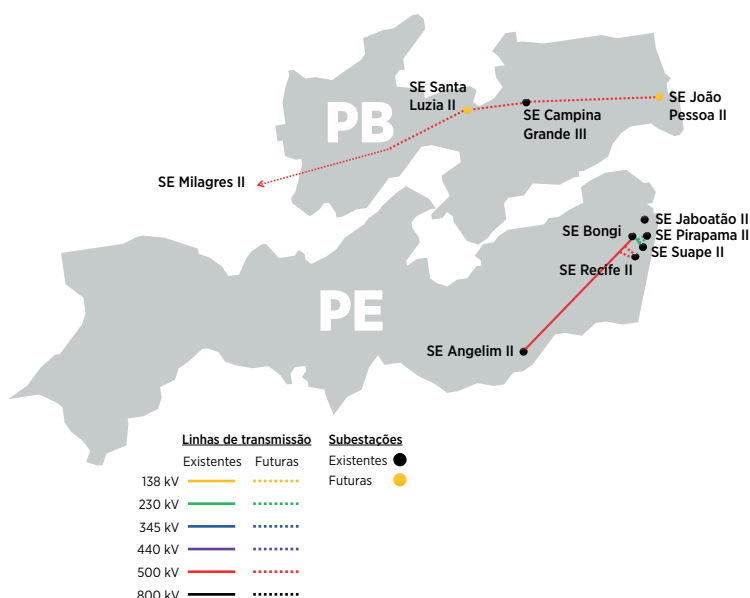 SE Santa
Luzia II
PB
SE Campina
Grande III
SE João
Pessoa II
SE Milagres II
SE Jaboatão II
SE Bongi
SE Pirapama II
SE Suape II
SE Recife II
PE
SE Angelim II
Linhas de transmissão
Subestações
Existentes
Futuras
Existentes
Futuras
138 kV
230 kV
345 kV
440 kV
500 kV
800 kV